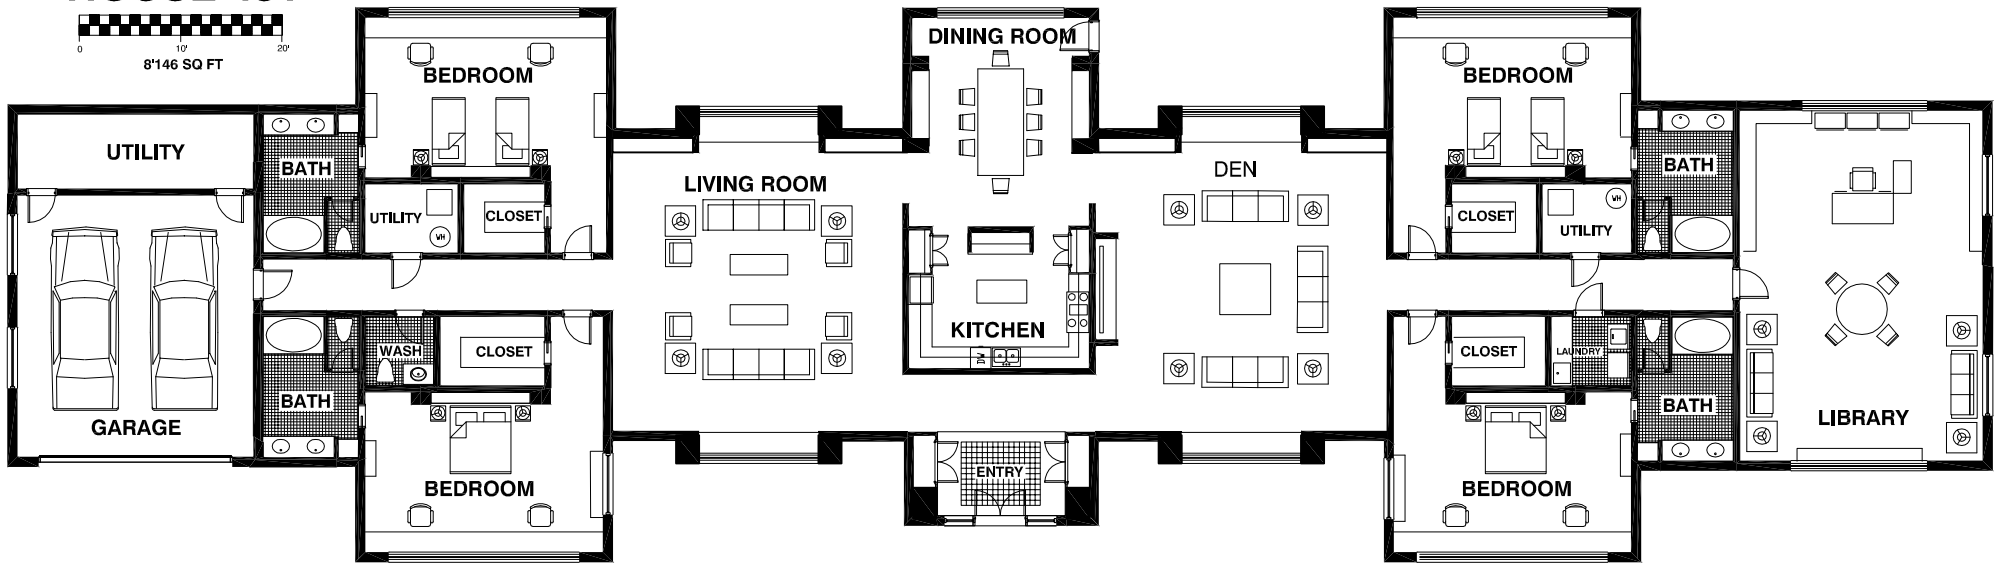 0 10' 20'
8'146 SQ FT
DINING ROOM
BEDROOM
BEDROOM
UTILITY
BATH
LIVING ROOM
DEN
BATH
UTILITY
CLOSET
WH
CLOSET
WH
UTILITY
KITCHEN
DW
WASH
CLOSET
CLOSET
LAUNDRY
BATH
BATH
GARAGE
LIBRARY
ENTRY
BEDROOM
BEDROOM